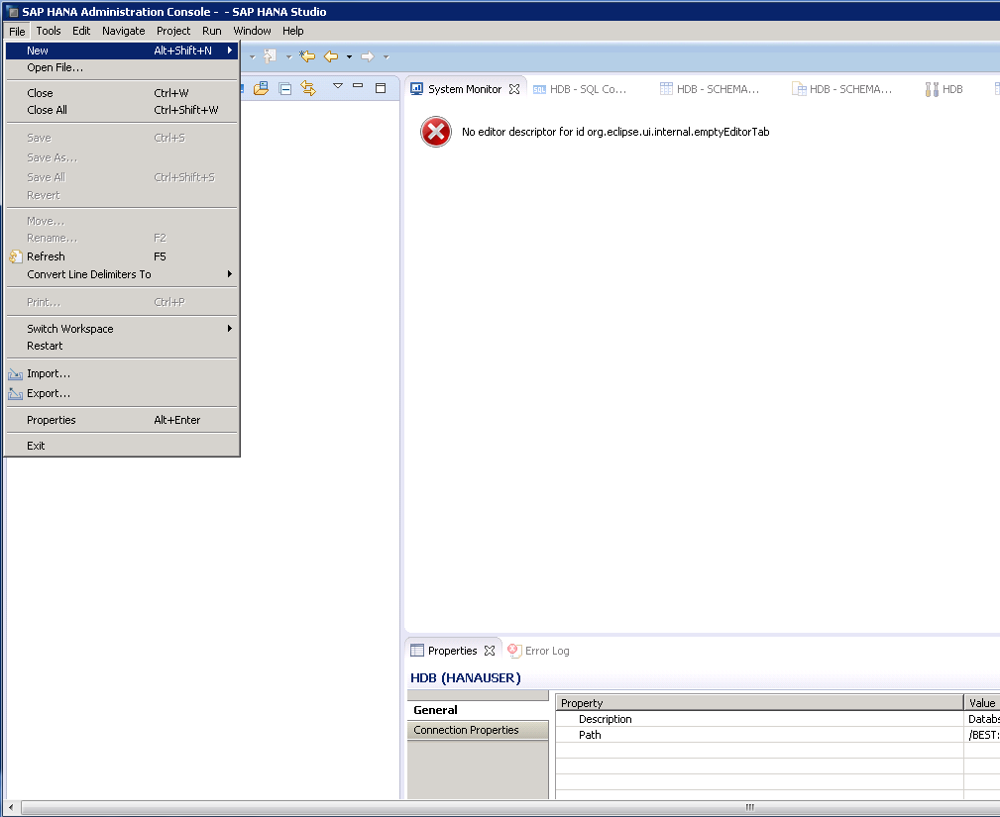 SAP HANA Administration Console - - SAP HANA Studio
File Tools Edit Navigate Project Run Window Help
New Alt+Shift+N
Open File...
Close Ctrl+W
Close All Ctrl+Shift+W
Save Ctrl+S
Save As...
Save All Ctrl+Shift+S
Revert
Move...
Rename... F2
Refresh F5
Convert Line Delimiters To
Print... Ctrl+P
Switch Workspace
Restart
Import...
Export...
Properties Alt+Enter
Exit
System Monitor HDB - SQL Co... HDB - SCHEMA... HDB - SCHEMA... HDB
No editor descriptor for id org.eclipse.ui.internal.emptyEditorTab
Properties Error Log
HDB (HANAUSER)
General
Connection Properties
Property Value
Description Databs
Path /BEST: